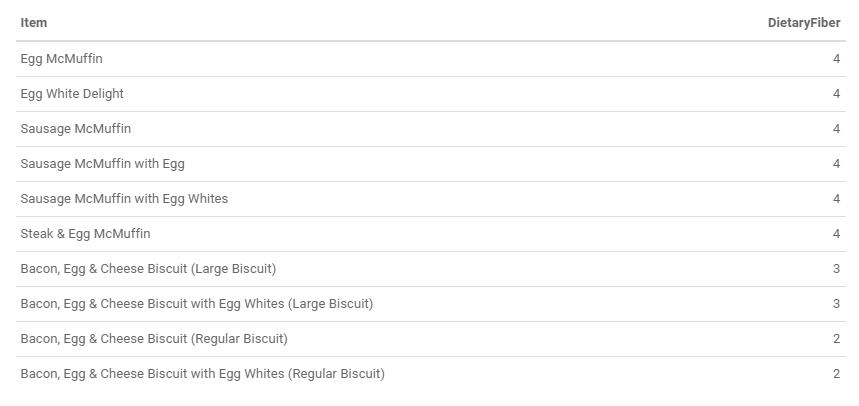 Item DietaryFiber
Egg McMuffin 4
Egg White Delight 4
Sausage McMuffin 4
Sausage McMuffin with Egg 4
Sausage McMuffin with Egg Whites 4
Steak & Egg McMuffin 4
Bacon, Egg & Cheese Biscuit (Large Biscuit) 3
Bacon, Egg & Cheese Biscuit with Egg Whites (Large Biscuit) 3
Bacon, Egg & Cheese Biscuit (Regular Biscuit) 2
Bacon, Egg & Cheese Biscuit with Egg Whites (Regular Biscuit) 2